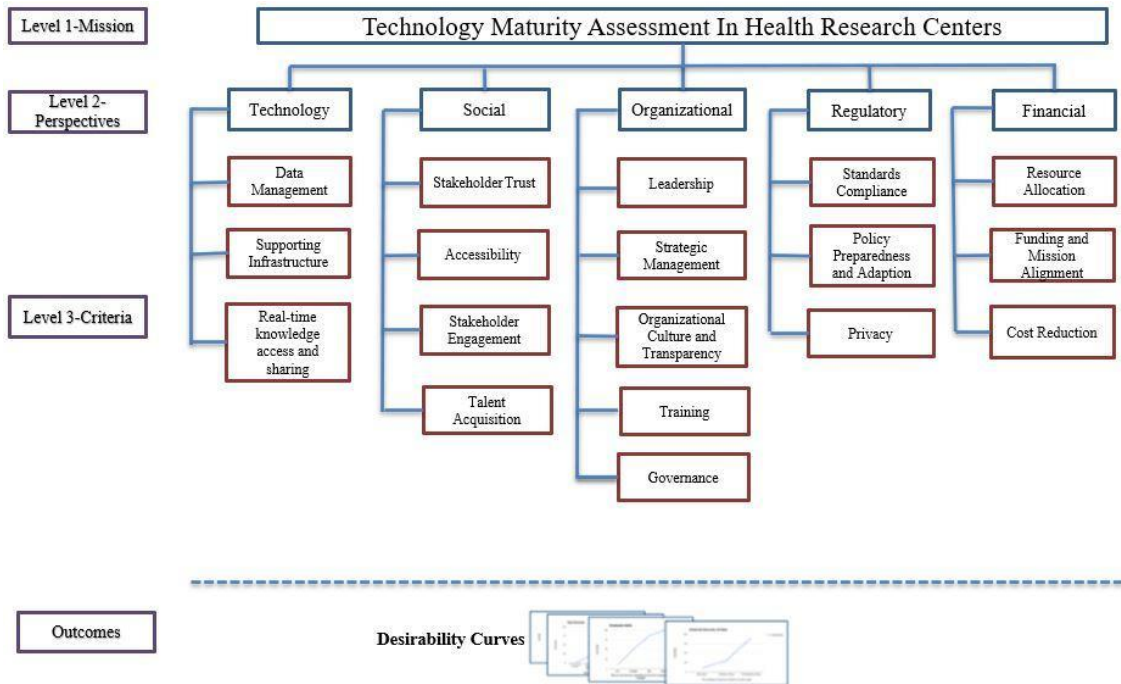 Level 1-Mission
Technology Maturity Assessment In Health Research Centers
Level 2-
Perspectives
Technology
Social
Organizational
Regulatory
Financial
Data
Management
Stakeholder Trust
Leadership
Standards
Compliance
Resource
Allocation
Supporting
Infrastructure
Accessibility
Strategic
Management
Policy
Preparedness
and Adaption
Funding and
Mission
Alignment
Level 3-Criteria
Real-time
knowledge
access and
sharing
Stakeholder
Engagement
Organizational
Culture and
Transparency
Privacy
Cost Reduction
Talent
Acquisition
Training
Governance
Outcomes
Desirability Curves